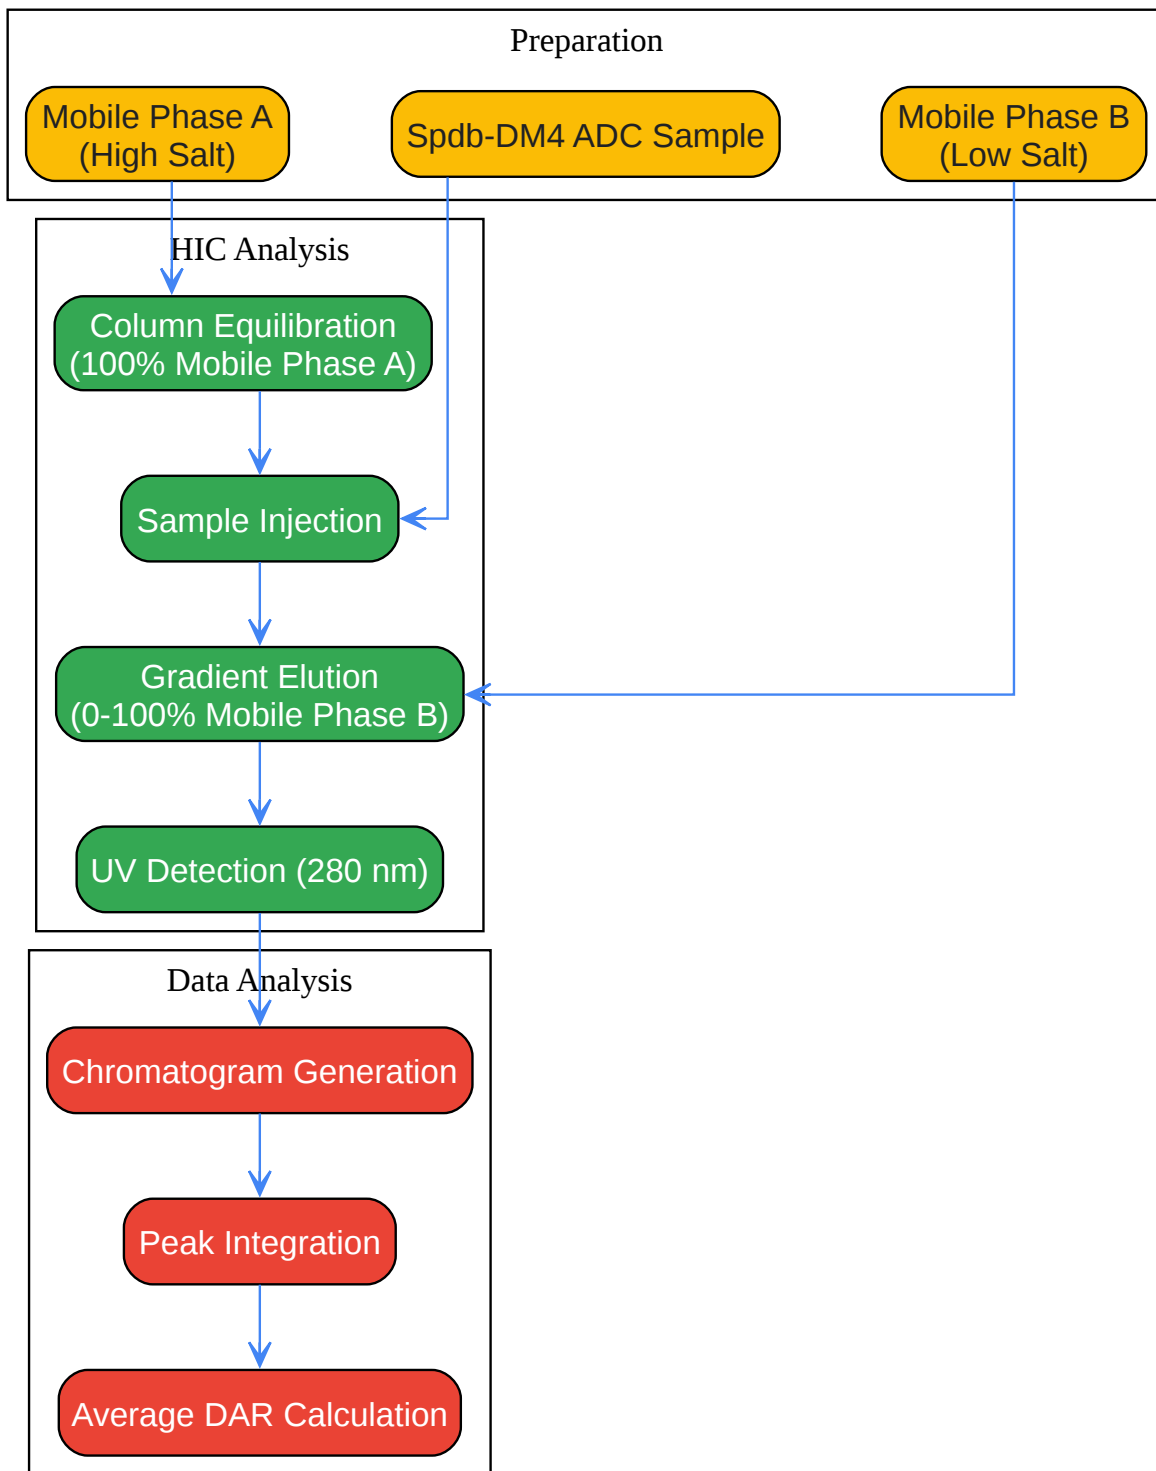 Preparation
Mobile Phase A
(High Salt)
Spdb-DM4 ADC Sample
Mobile Phase B
(Low Salt)
HIC Analysis
Column Equilibration
(100% Mobile Phase A)
Sample Injection
Gradient Elution
(0-100% Mobile Phase B)
UV Detection (280 nm)
Data Analysis
Chromatogram Generation
Peak Integration
Average DAR Calculation